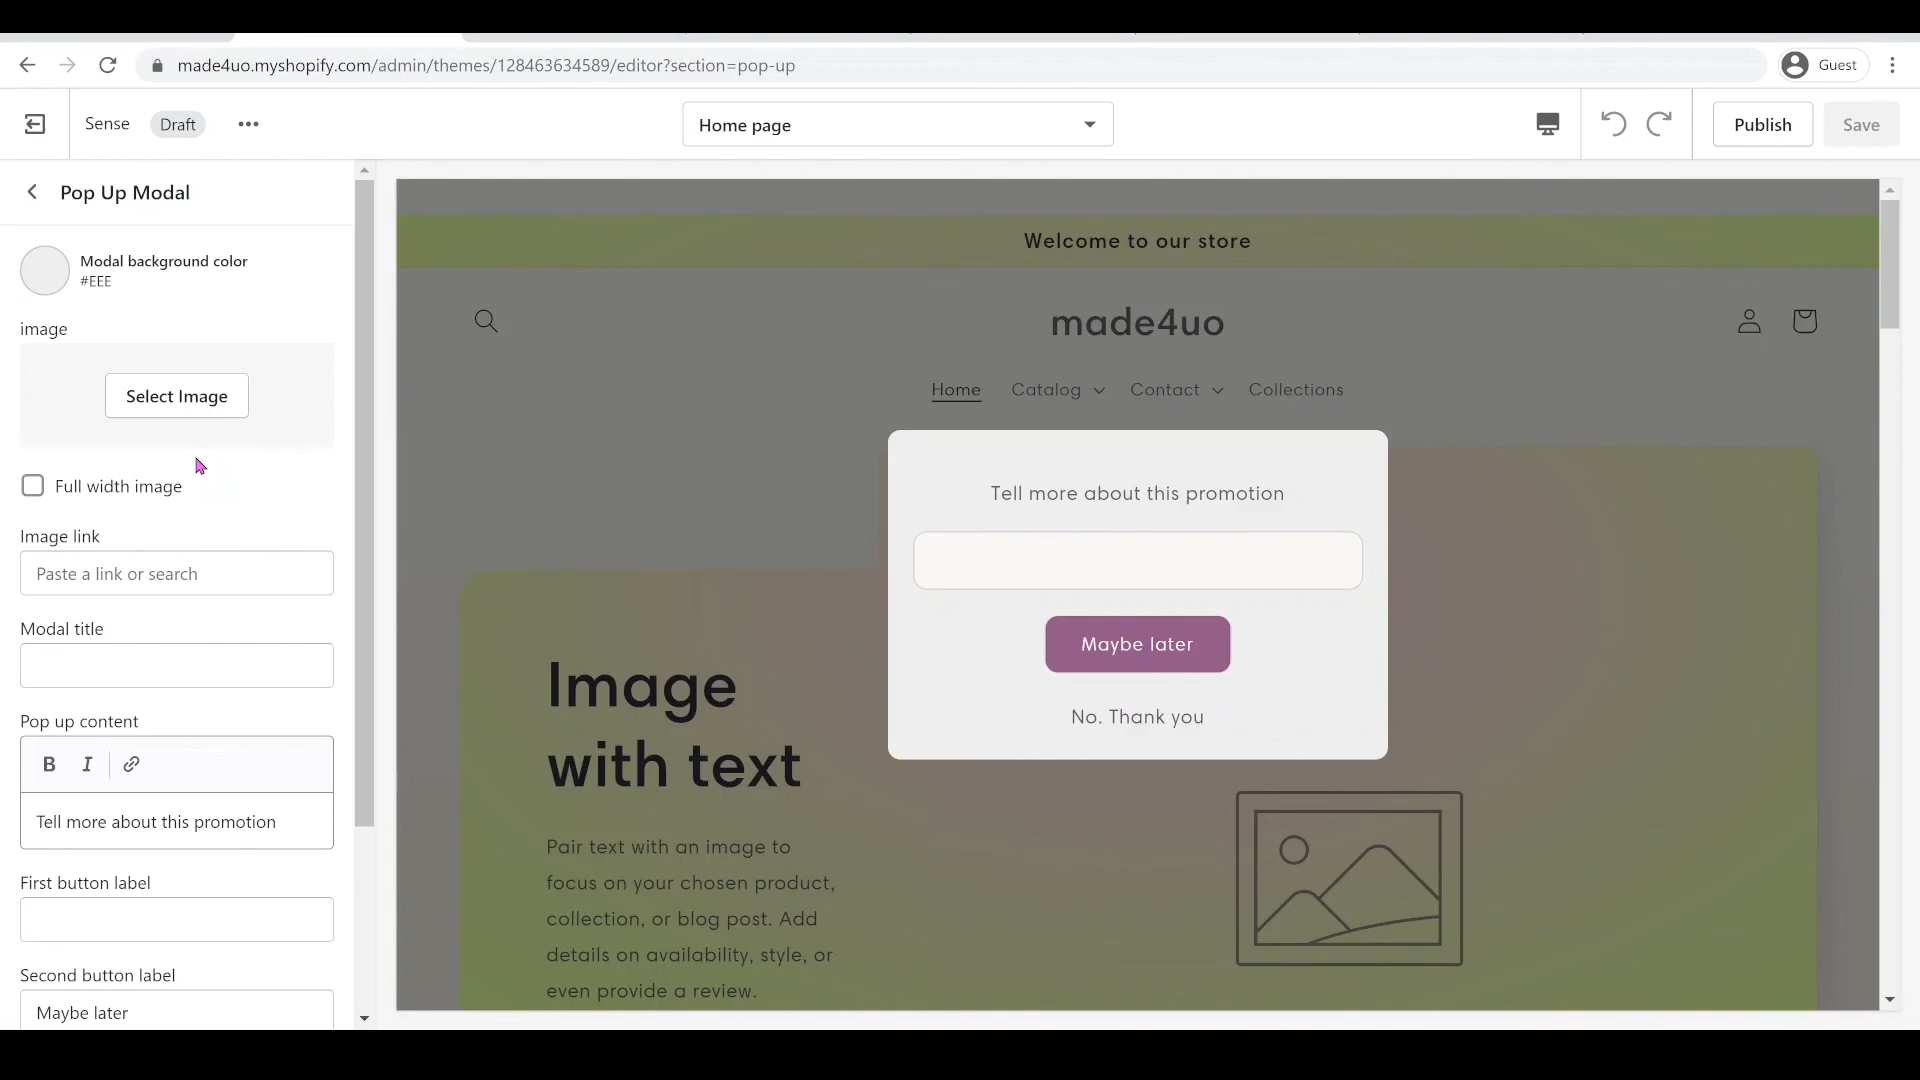 made4uo.myshopify.com/admin/themes/128463634589/editor?section=pop-up
Guest
Sense
Draft
Home page
Publish
Save
Pop Up Modal
Modal background color
#EEE
image
Select Image
Full width image
Image link
Paste a link or search
Modal title
Pop up content
B I
Tell more about this promotion
First button label
Second button label
Maybe later
Welcome to our store
made4uo
Home Catalog Contact Collections
Tell more about this promotion
Maybe later
No. Thank you
Image
with text
Pair text with an image to
focus on your chosen product,
collection, or blog post. Add
details on availability, style, or
even provide a review.